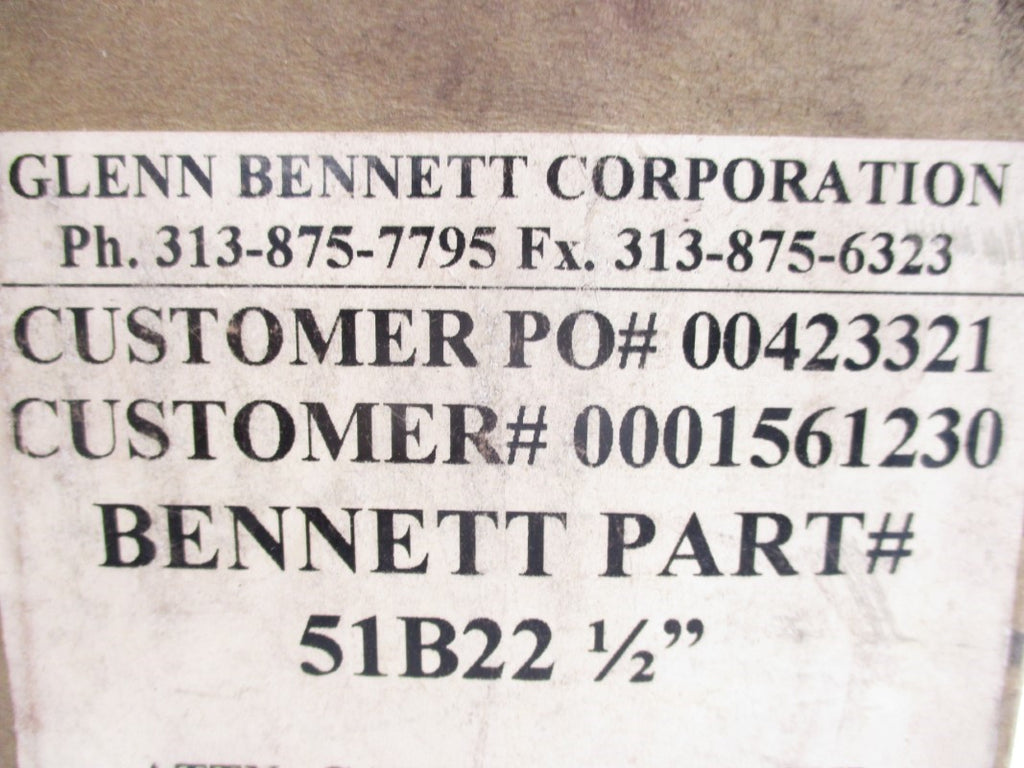 GLENN BENNETT CORPORATION
Ph. 313-875-7795 Fx. 313-875-6323
CUSTOMER PO# 00423321
CUSTOMER# 0001561230
BENNETT PART#
51B22 ½”